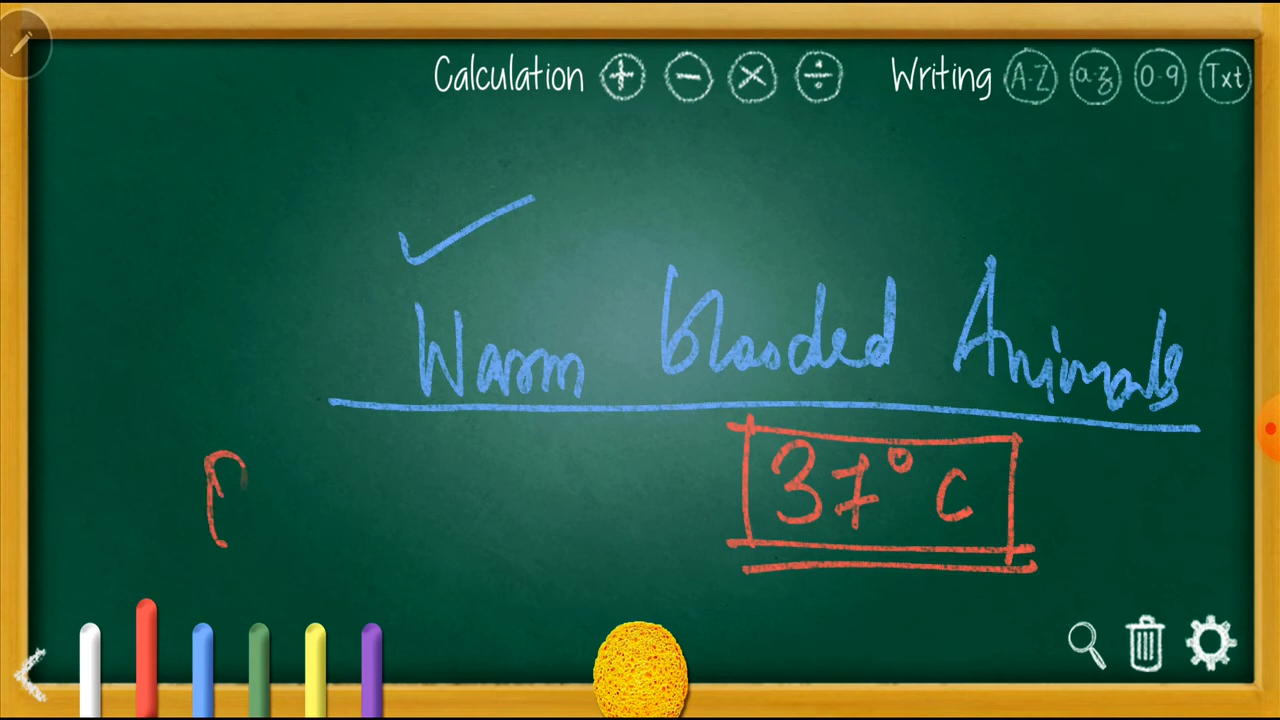 Calculation + − × ÷ Writing A-Z a-z 0-9 Txt
Warm blooded Animals
37° c